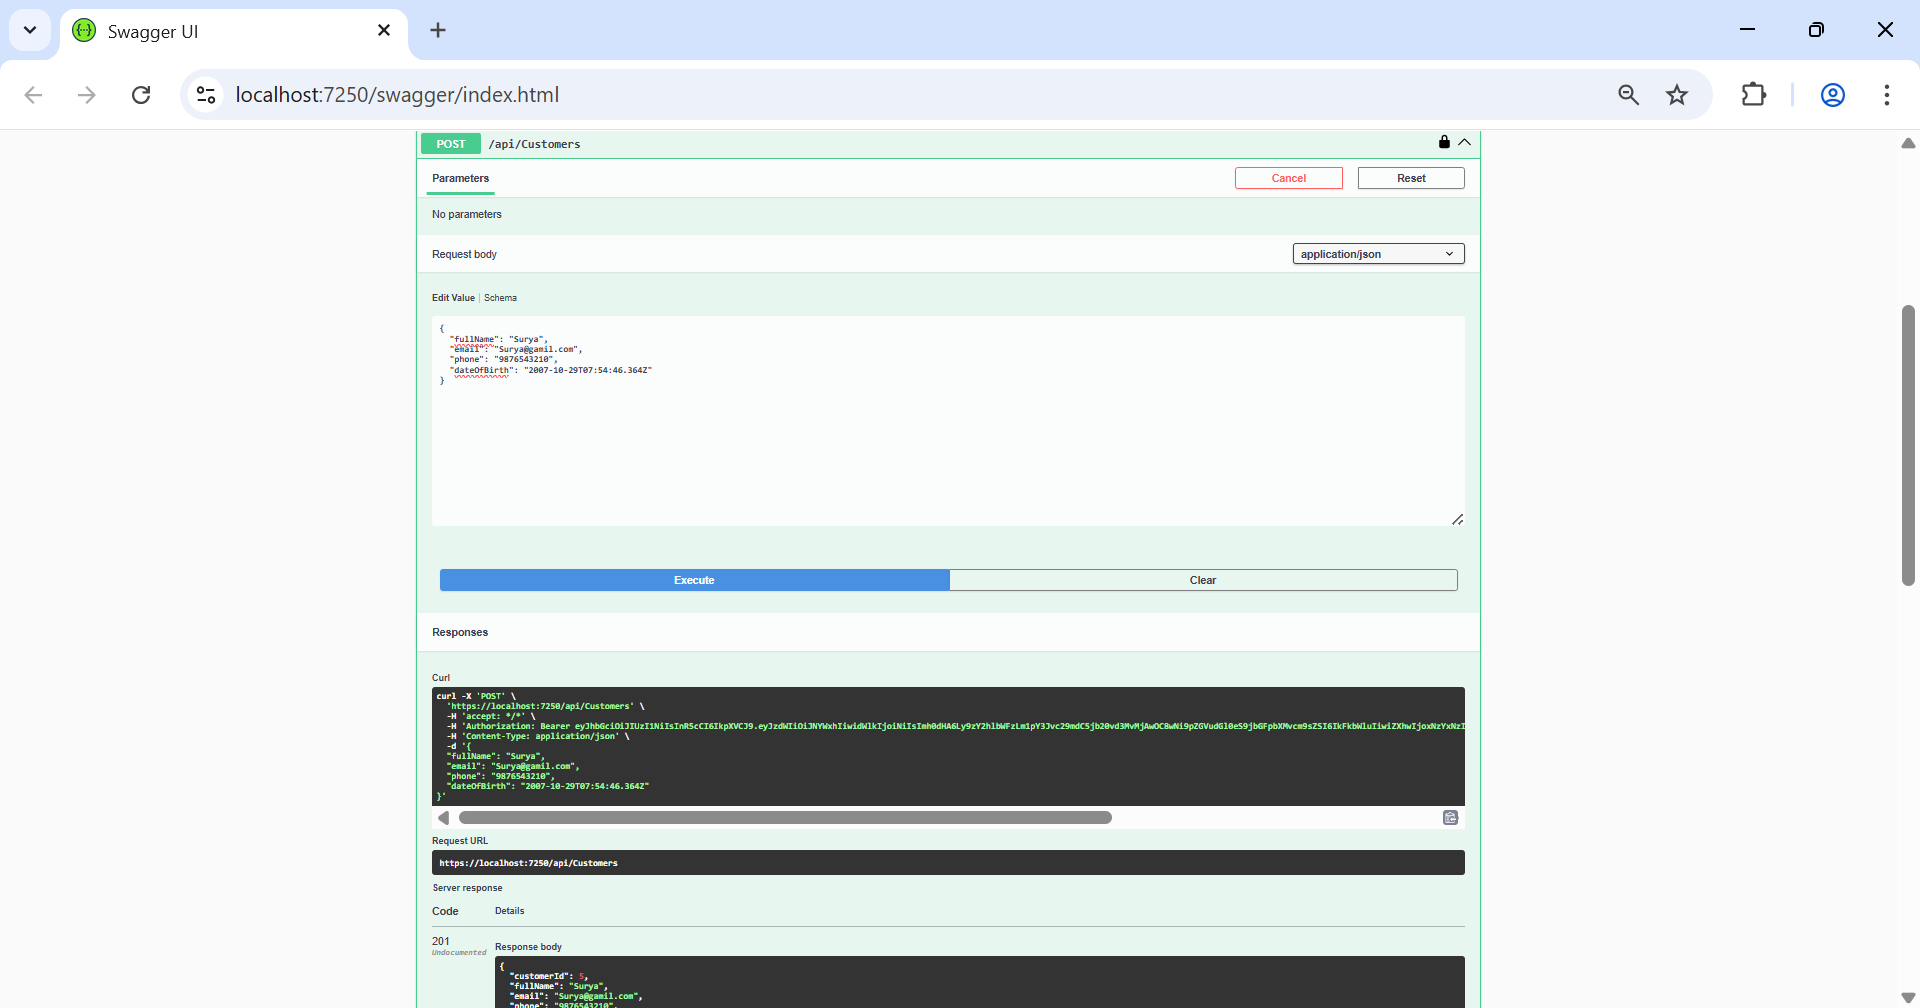 Swagger UI
localhost:7250/swagger/index.html
POST /api/Customers
Parameters Cancel Reset
No parameters
Request body application/json
Edit Value Schema
{
"fullName": "Surya",
"email": "Surya@gamil.com",
"phone": "9876543210",
"dateOfBirth": "2007-10-29T07:54:46.364Z"
}
Execute Clear
Responses
Curl
curl -X 'POST' \
'https://localhost:7250/api/Customers' \
-H 'accept: */*' \
-H 'Authorization: Bearer
-H 'Content-Type: application/json' \
-d '{
"fullName": "Surya",
"email": "Surya@gamil.com",
"phone": "9876543210",
"dateOfBirth": "2007-10-29T07:54:46.364Z"
}'
Request URL
https://localhost:7250/api/Customers
Server response
Code Details
201
Undocumented
Response body
{
"customerId": 5,
"fullName": "Surya",
"email": "Surya@gamil.com",
"phone": "9876543210",